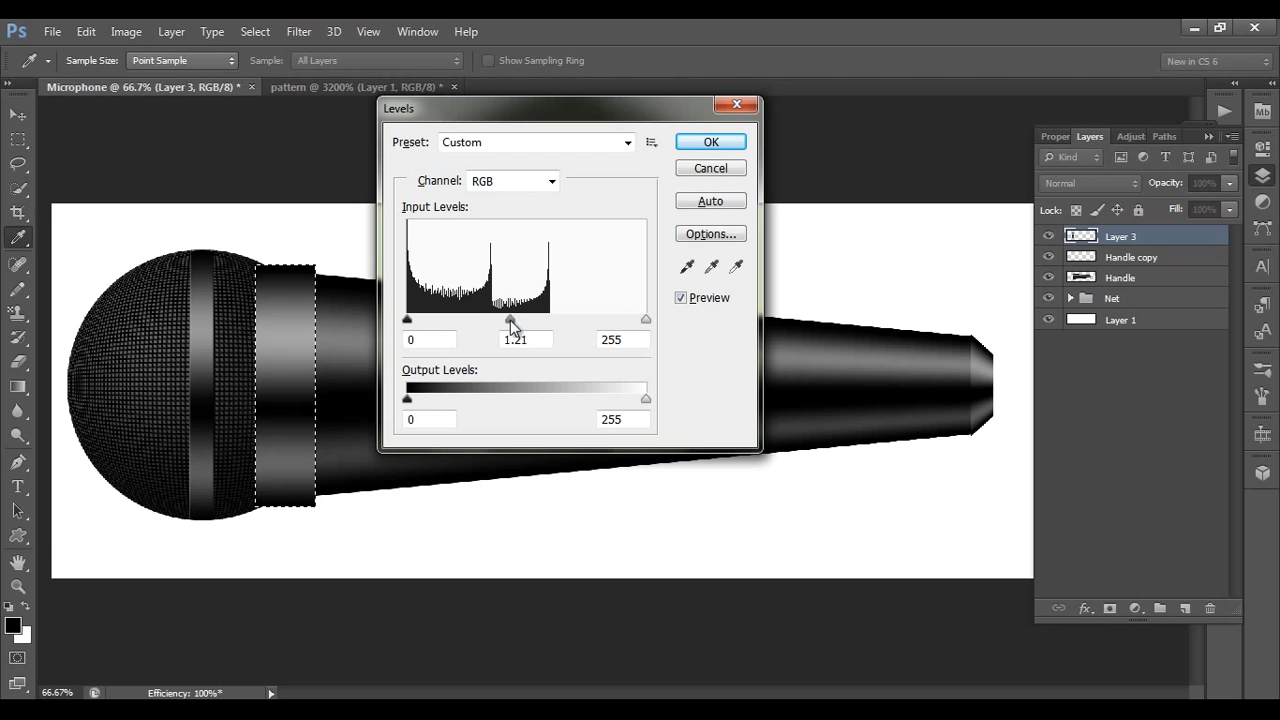 Ps File Edit Image Layer Type Select Filter 3D View Window Help
Sample Size: Point Sample Sample: All Layers Show Sampling Ring New in CS 6
Microphone @ 66.7% (Layer 3, RGB/8) * × pattern @ 3200% (Layer 1, RGB/8) * ×
Levels
Preset: Custom
OK
Cancel
Channel: RGB
Auto
Input Levels:
Options...
Preview
0 1.21 255
Output Levels:
0 255
Proper Layers Adjust Paths
Kind
Normal Opacity: 100%
Lock: Fill: 100%
Layer 3
Handle copy
Handle
Net
Layer 1
fx
Mb
A
T
66.67% Efficiency: 100%*